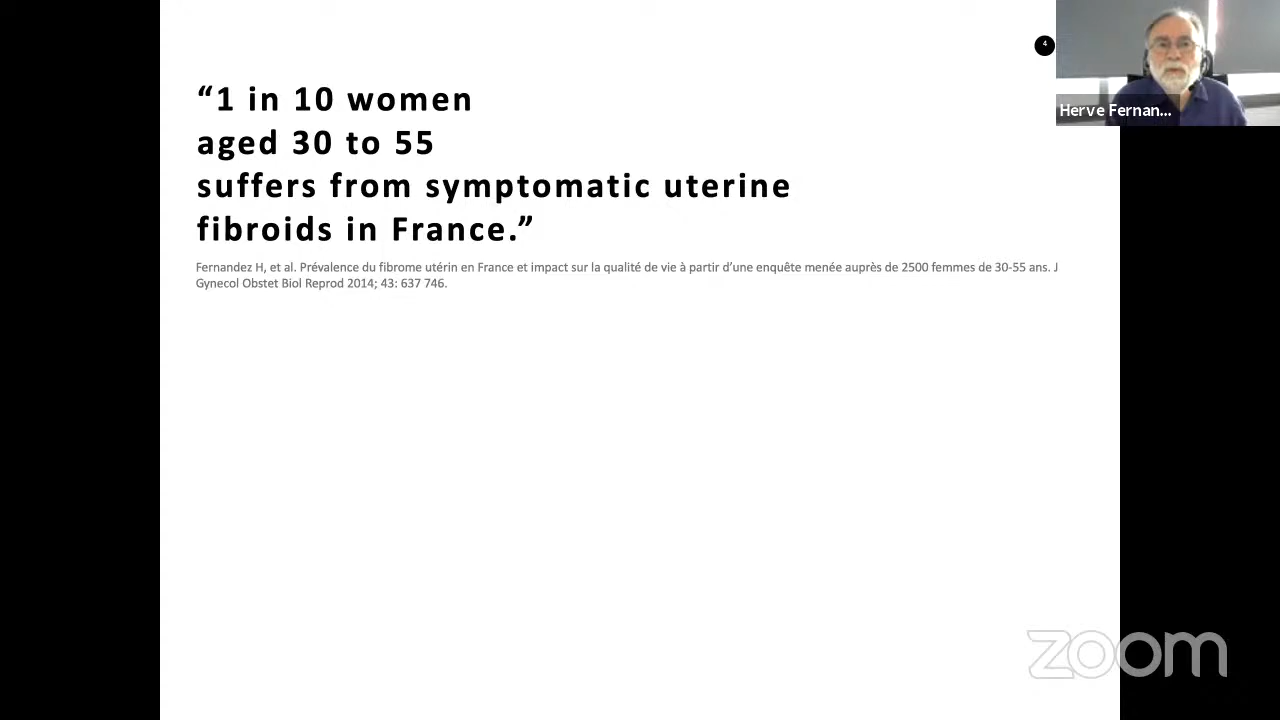 4
“1 in 10 women
aged 30 to 55
suffers from symptomatic uterine
fibroids in France.”
Fernandez H, et al. Prévalence du fibrome utérin en France et impact sur la qualité de vie à partir d’une enquête menée auprès de 2500 femmes de 30-55 ans. J
Gynecol Obstet Biol Reprod 2014; 43: 637 746.
Herve Fernan...
zoom